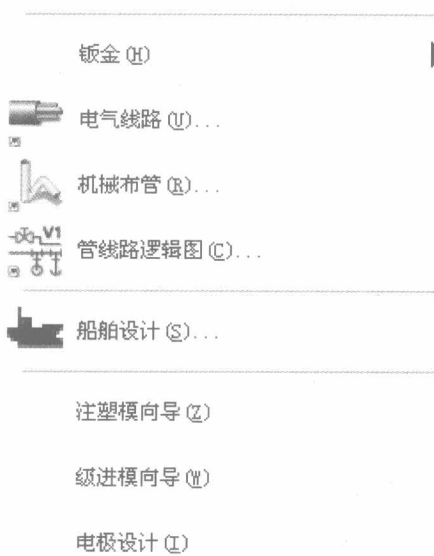 钣金(H)
电气线路(U)...
机械布管(R)...
V1
管线路逻辑图(C)...
船舶设计(S)...
注塑模向导(Z)
级进模向导(W)
电极设计(I)